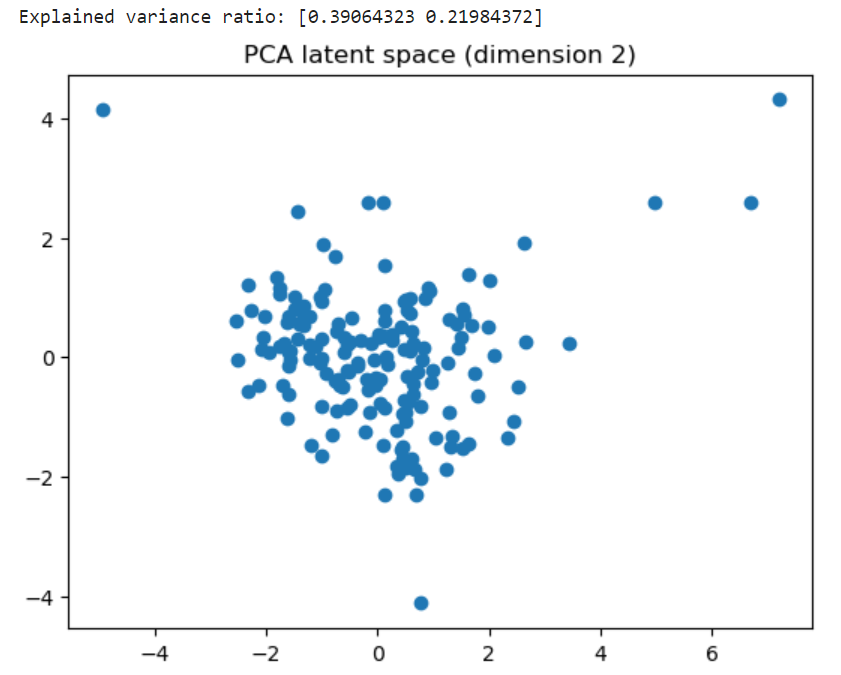 Explained variance ratio: [0.39064323 0.21984372]
PCA latent space (dimension 2)
4
2
0
−2
−4
−4 −2 0 2 4 6